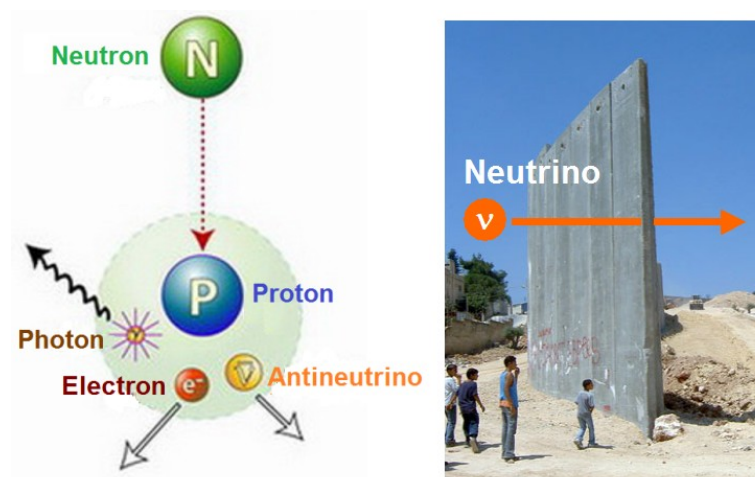 Neutron
N
P
Proton
Photon
γ
Electron
e⁻
ν̅
Antineutrino
Neutrino
ν